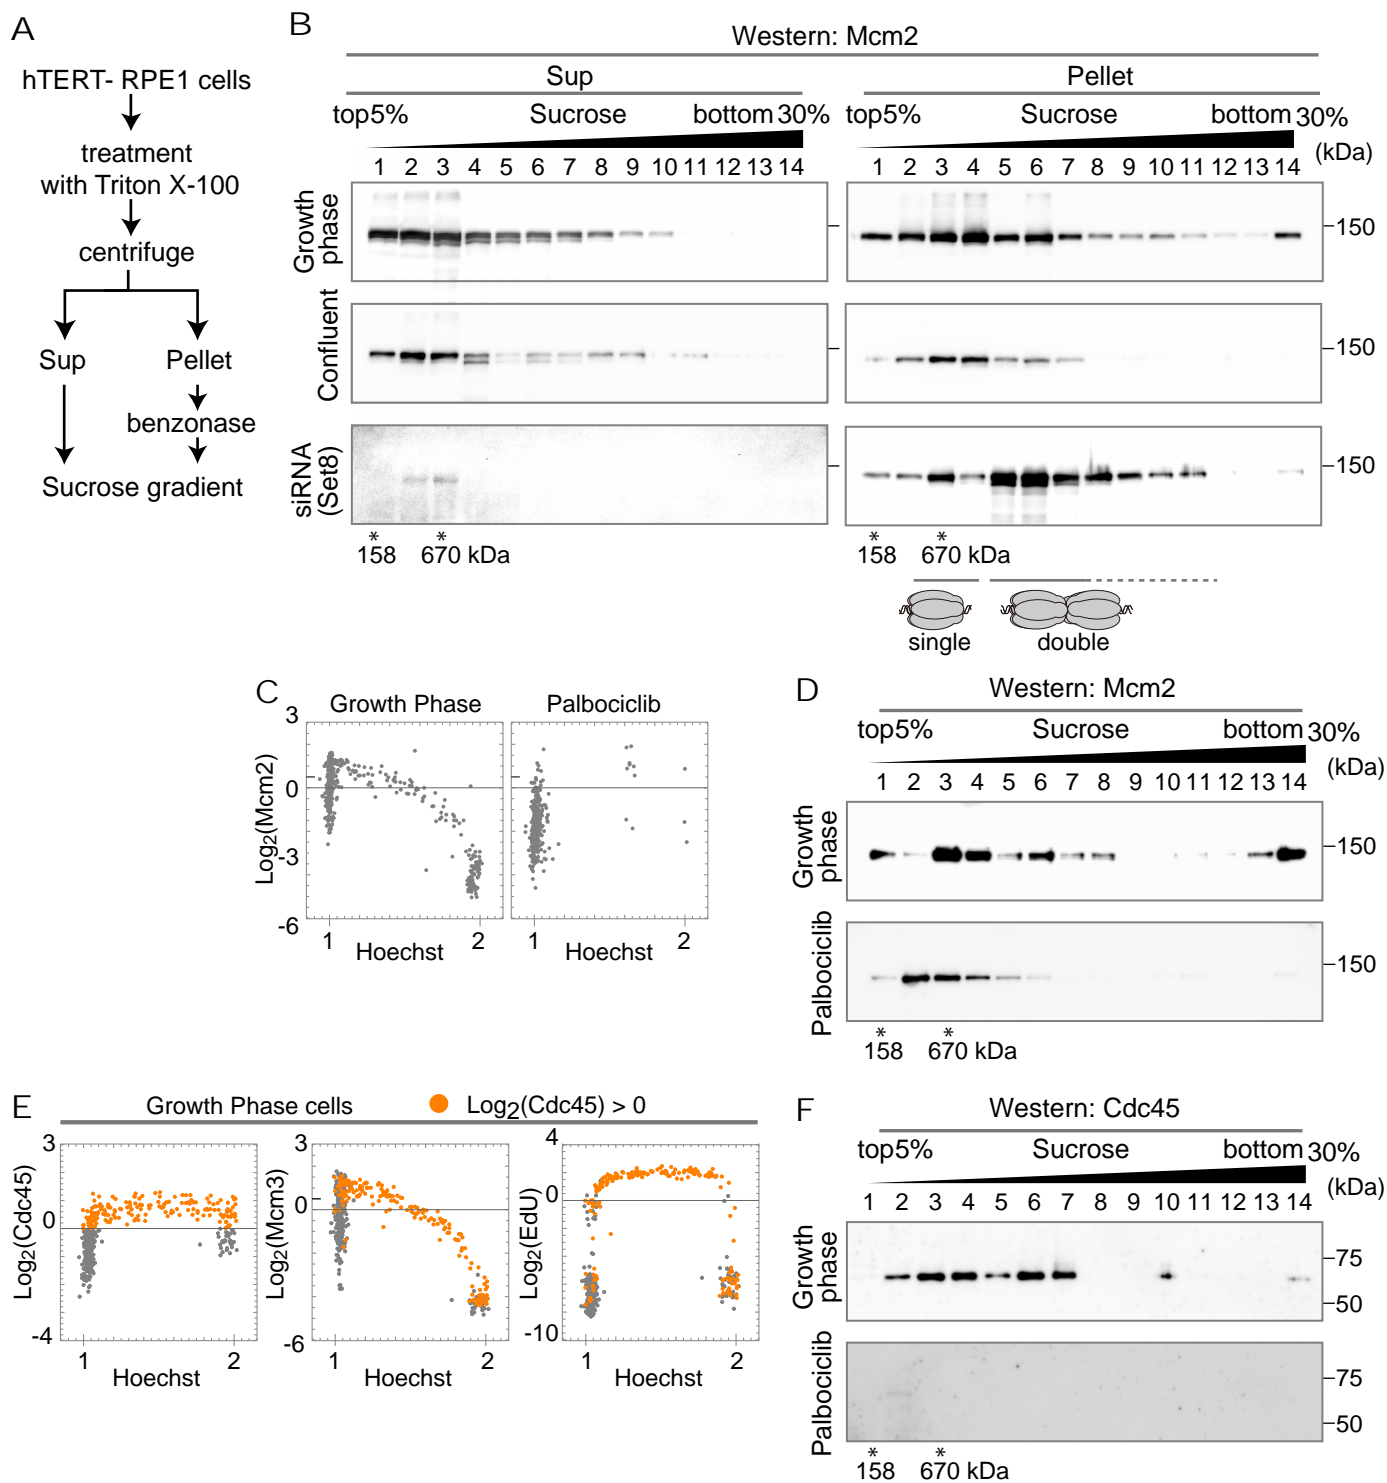 A
hTERT- RPE1 cells
treatment
with Triton X-100
centrifuge
Sup Pellet
benzonase
Sucrose gradient
B
Western: Mcm2
Sup Pellet
top5% Sucrose bottom30% top5% Sucrose bottom30%
(kDa)
1 2 3 4 5 6 7 8 9 10 11 12 13 14 1 2 3 4 5 6 7 8 9 10 11 12 13 14
Growth
phase
150
Confluent
150
siRNA
(Set8)
150
* * * *
158 670 kDa 158 670 kDa
single double
C
Growth Phase Palbociclib
Log2(Mcm2)
3
0
-3
-6
1 2 1 2
Hoechst Hoechst
D
Western: Mcm2
top5% Sucrose bottom30%
(kDa)
1 2 3 4 5 6 7 8 9 10 11 12 13 14
Growth
phase
150
Palbociclib
150
* *
158 670 kDa
E
Growth Phase cells Log2(Cdc45) > 0
Log2(Cdc45)
3
0
-4
1 2
Hoechst
Log2(Mcm3)
3
0
-6
1 2
Hoechst
Log2(EdU)
4
0
-10
1 2
Hoechst
F
Western: Cdc45
top5% Sucrose bottom30%
(kDa)
1 2 3 4 5 6 7 8 9 10 11 12 13 14
Growth
phase
75
50
Palbociclib
75
50
* *
158 670 kDa